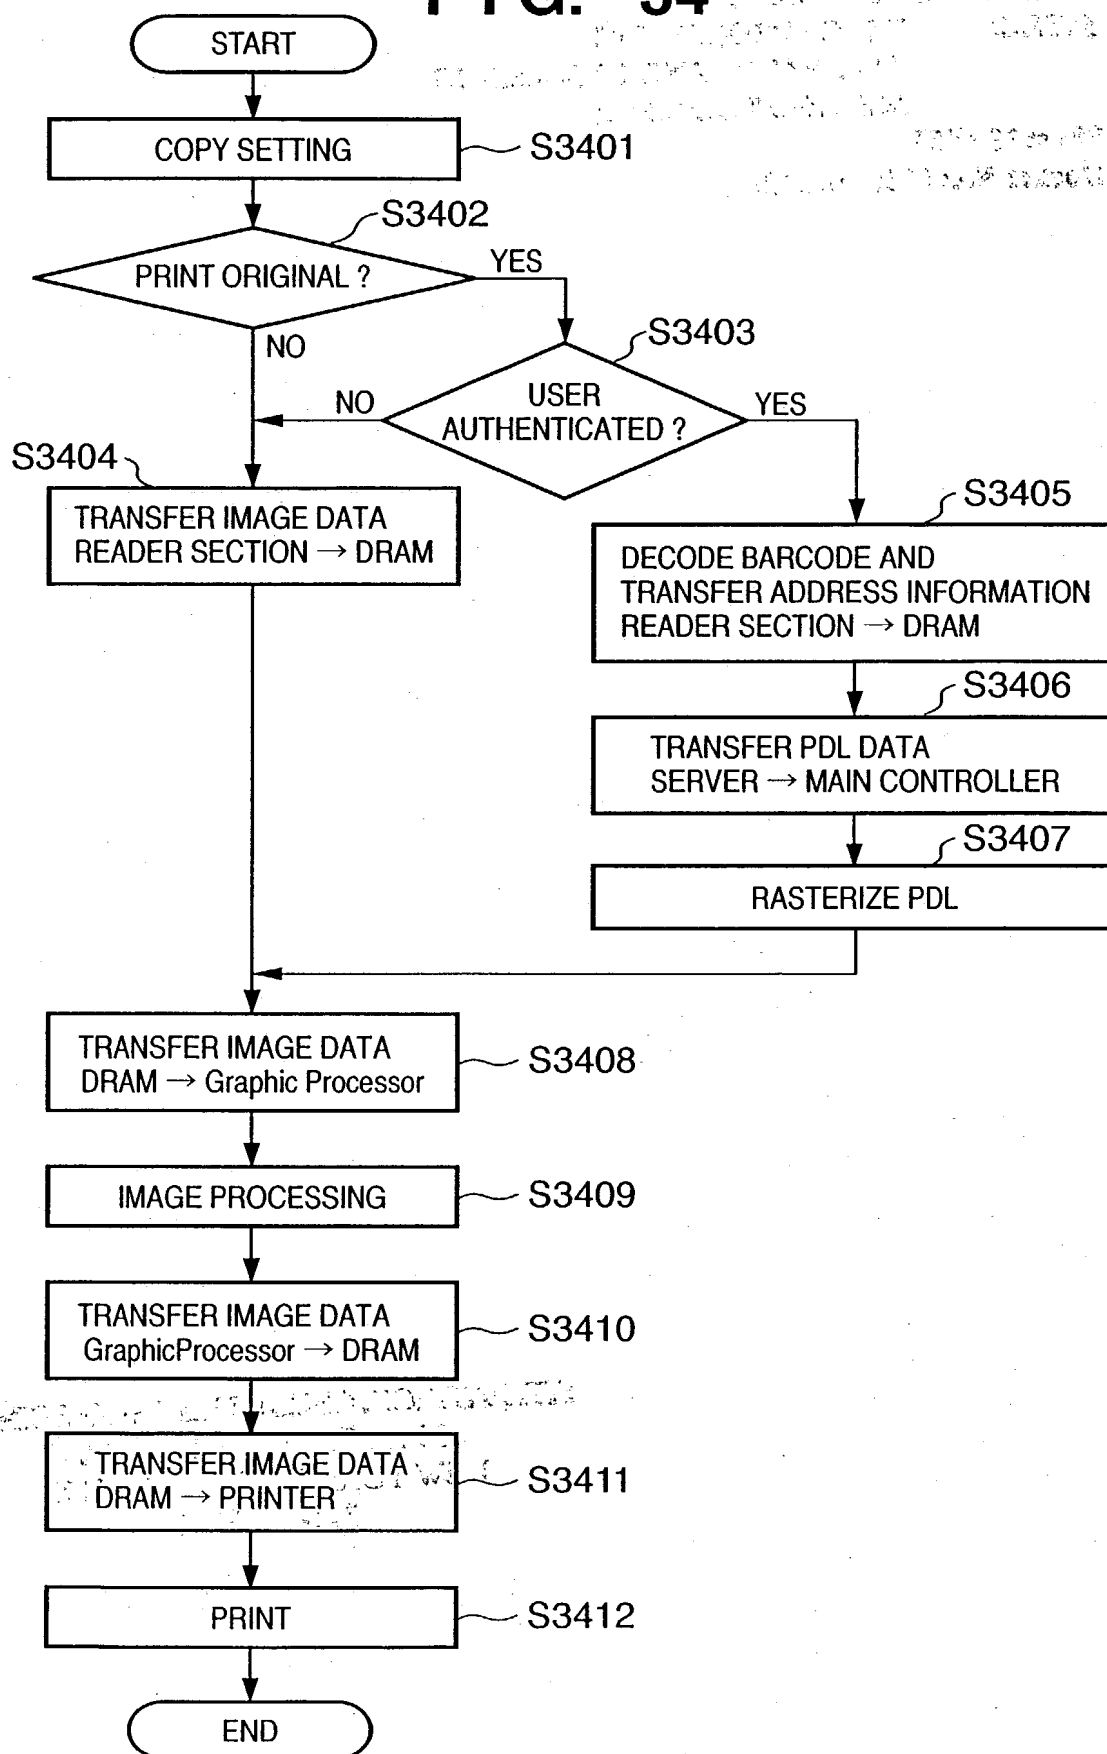 FIG. 34
START
COPY SETTING
S3401
S3402
PRINT ORIGINAL ?
YES
NO
S3403
USER
AUTHENTICATED ?
NO
YES
S3404
TRANSFER IMAGE DATA
READER SECTION → DRAM
S3405
DECODE BARCODE AND
TRANSFER ADDRESS INFORMATION
READER SECTION → DRAM
S3406
TRANSFER PDL DATA
SERVER → MAIN CONTROLLER
S3407
RASTERIZE PDL
TRANSFER IMAGE DATA
DRAM → Graphic Processor
S3408
IMAGE PROCESSING
S3409
TRANSFER IMAGE DATA
GraphicProcessor → DRAM
S3410
TRANSFER IMAGE DATA
DRAM → PRINTER
S3411
PRINT
S3412
END